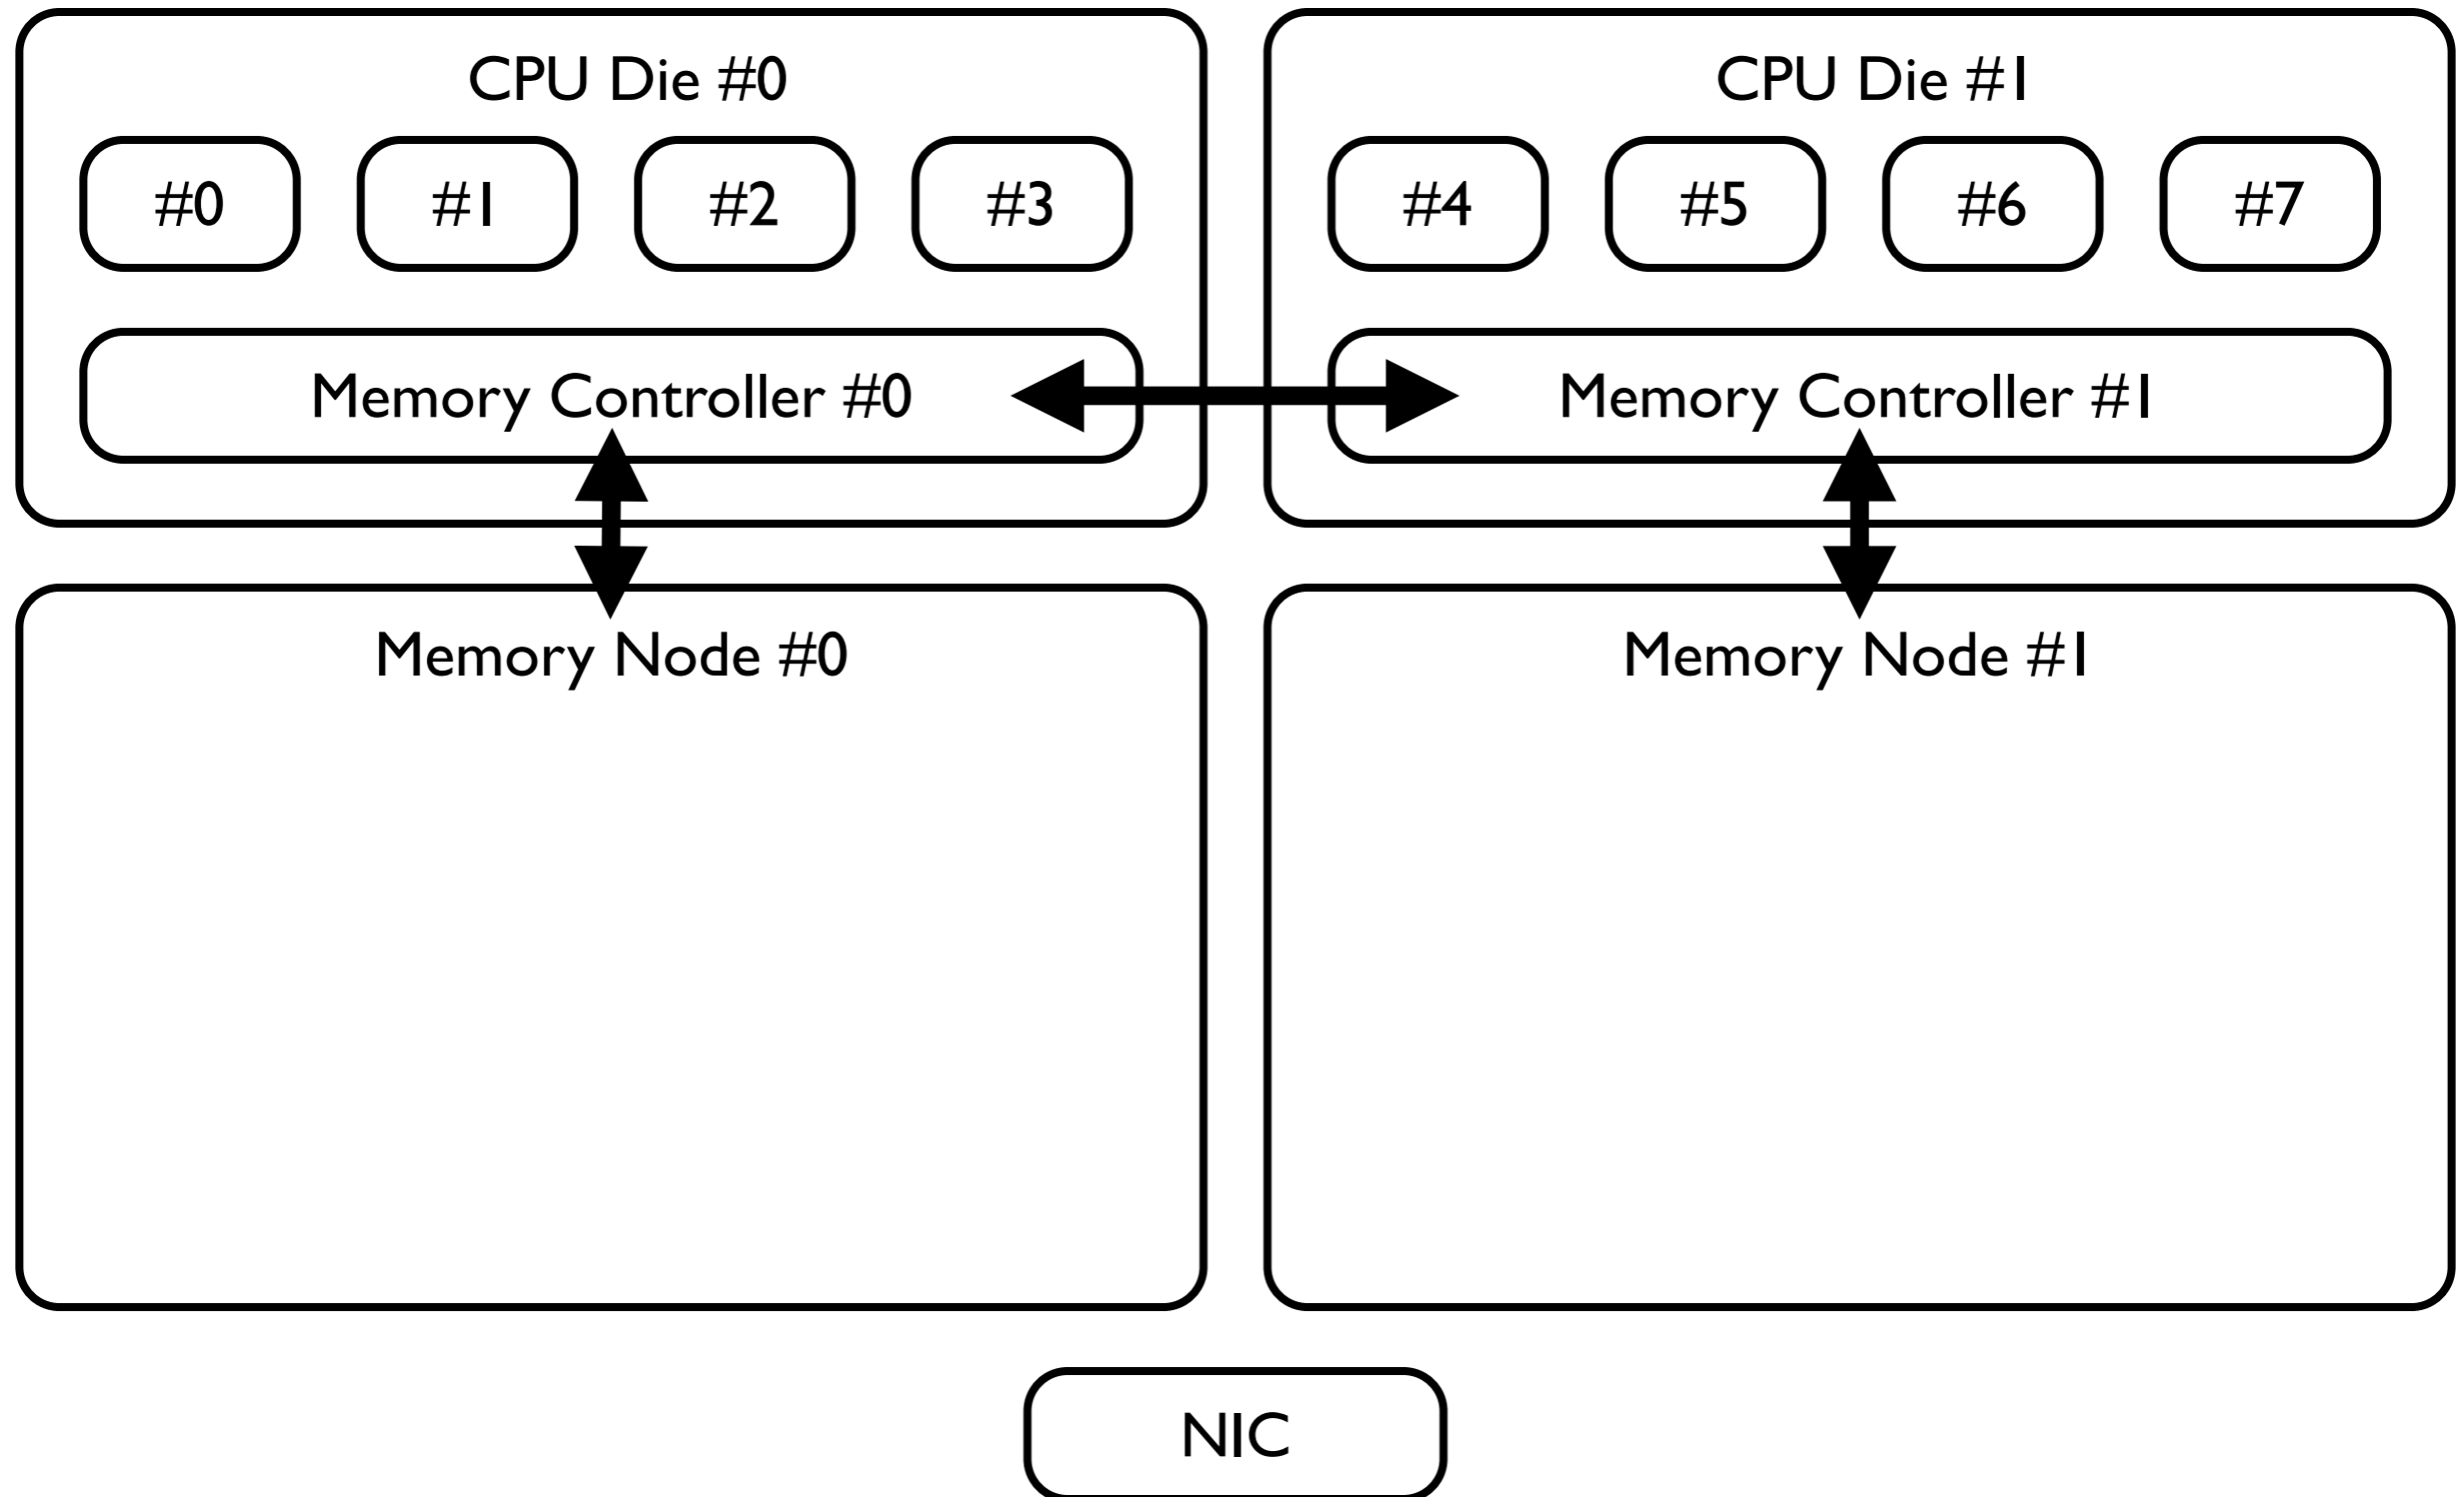 CPU Die #0
CPU Die #1
#0
#1
#2
#3
#4
#5
#6
#7
Memory Controller #0
Memory Controller #1
Memory Node #0
Memory Node #1
NIC